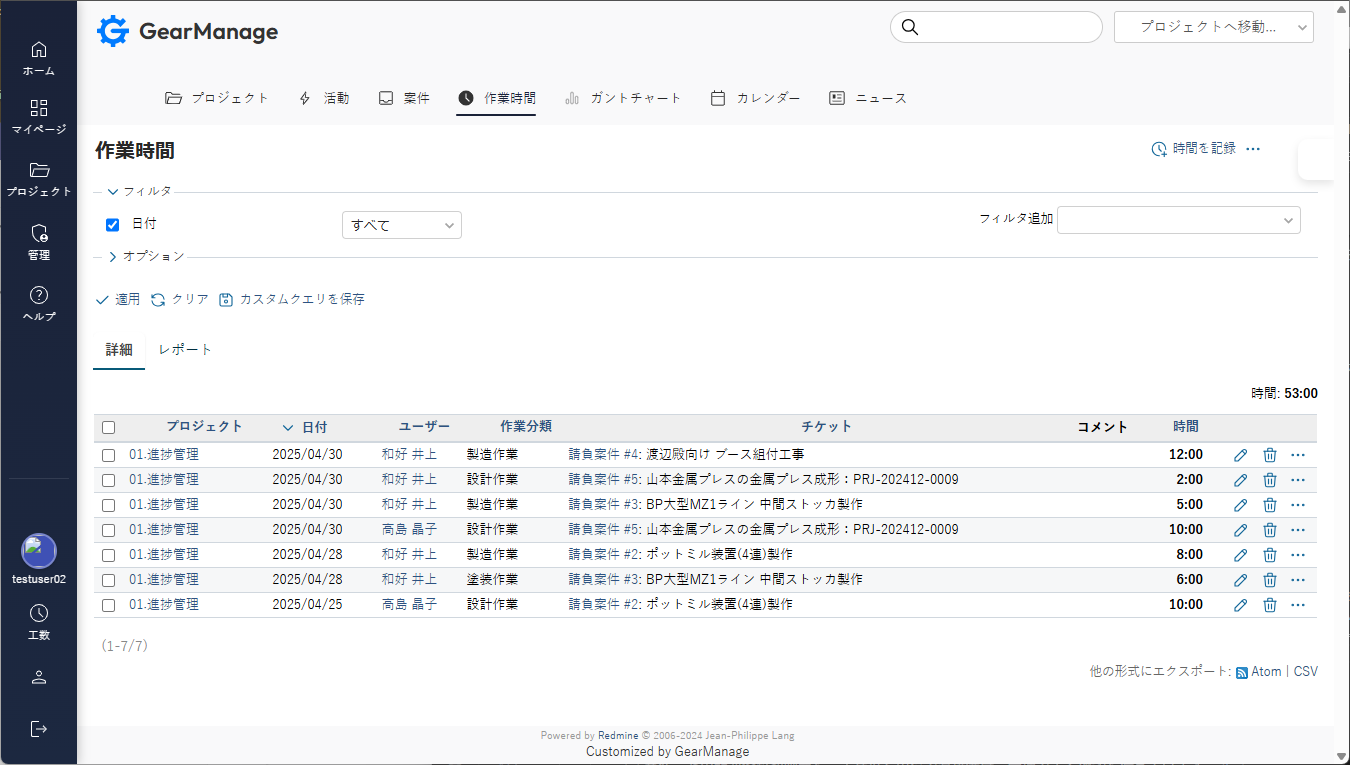 GearManage
プロジェクトへ移動...
ホーム
マイページ
プロジェクト
管理
ヘルプ
testuser02
工数
プロジェクト 活動 案件 作業時間 ガントチャート カレンダー ニュース
作業時間
時間を記録
フィルタ
日付 すべて フィルタ追加
オプション
適用 クリア カスタムクエリを保存
詳細 レポート
時間: 53:00
プロジェクト 日付 ユーザー 作業分類 チケット コメント 時間
01.進捗管理 2025/04/30 和好 井上 製造作業 請負案件 #4: 渡辺殿向け ブース組付工事 12:00
01.進捗管理 2025/04/30 和好 井上 設計作業 請負案件 #5: 山本金属プレスの金属プレス成形：PRJ-202412-0009 2:00
01.進捗管理 2025/04/30 和好 井上 製造作業 請負案件 #3: BP大型MZ1ライン 中間ストッカ製作 5:00
01.進捗管理 2025/04/30 高島 晶子 設計作業 請負案件 #5: 山本金属プレスの金属プレス成形：PRJ-202412-0009 10:00
01.進捗管理 2025/04/28 和好 井上 製造作業 請負案件 #2: ポットミル装置(4連)製作 8:00
01.進捗管理 2025/04/28 和好 井上 塗装作業 請負案件 #3: BP大型MZ1ライン 中間ストッカ製作 6:00
01.進捗管理 2025/04/25 高島 晶子 設計作業 請負案件 #2: ポットミル装置(4連)製作 10:00
(1-7/7)
他の形式にエクスポート: Atom | CSV
Powered by Redmine © 2006-2024 Jean-Philippe Lang
Customized by GearManage